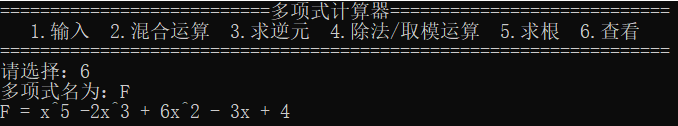 ===========================多项式计算器============================
1.输入 2.混合运算 3.求逆元 4.除法/取模运算 5.求根 6.查看
===================================================================
请选择：6
多项式名为：F
F = x^5 -2x^3 + 6x^2 - 3x + 4